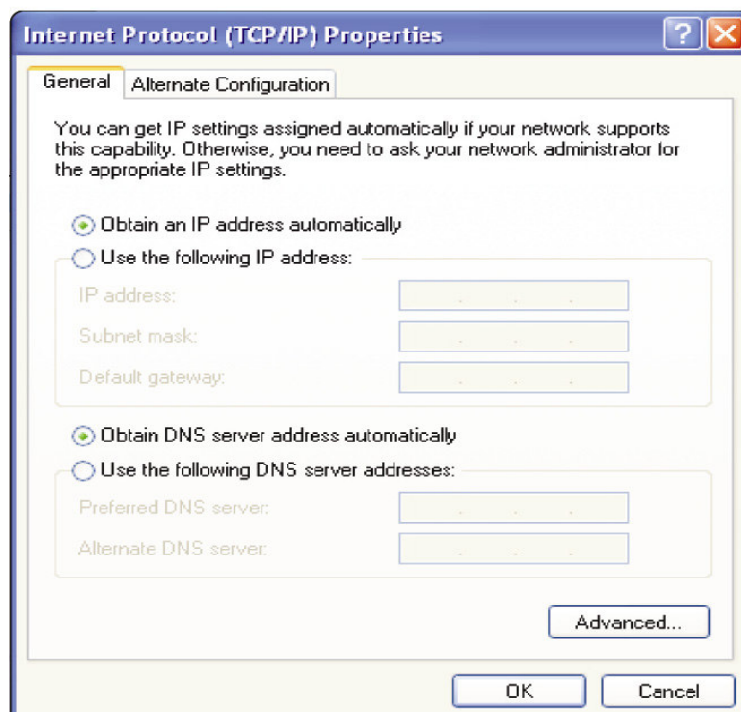 Internet Protocol (TCP/IP) Properties
General
Alternate Configuration
You can get IP settings assigned automatically if your network supports
this capability. Otherwise, you need to ask your network administrator for
the appropriate IP settings.
Obtain an IP address automatically
Use the following IP address:
IP address:
Subnet mask:
Default gateway:
Obtain DNS server address automatically
Use the following DNS server addresses:
Preferred DNS server:
Alternate DNS server:
Advanced...
OK
Cancel